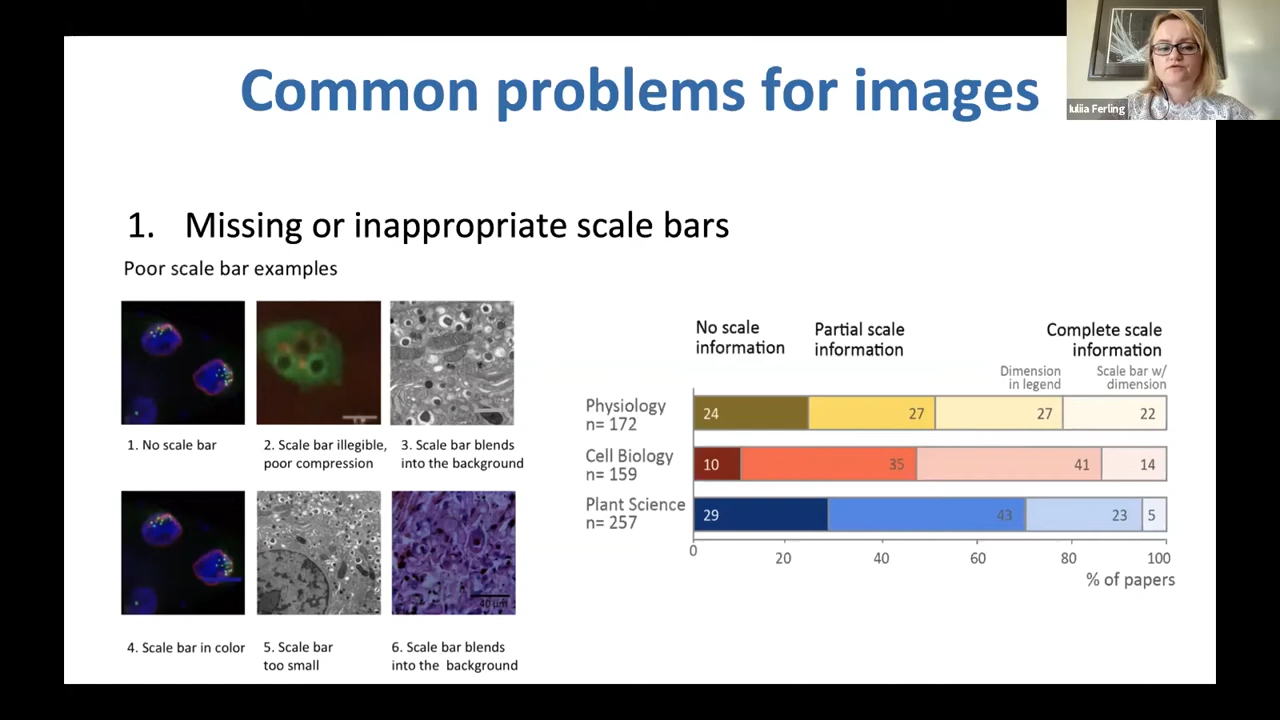 Common problems for images
Iuliia Ferling
1. Missing or inappropriate scale bars
Poor scale bar examples
1. No scale bar
2. Scale bar illegible,
poor compression
3. Scale bar blends
into the background
40 μm
4. Scale bar in color
5. Scale bar
too small
6. Scale bar blends
into the background
No scale
information
Partial scale
information
Complete scale
information
Dimension
in legend
Scale bar w/
dimension
Physiology
n= 172
24 27 27 22
Cell Biology
n= 159
10 35 41 14
Plant Science
n= 257
29 43 23 5
0 20 40 60 80 100
% of papers